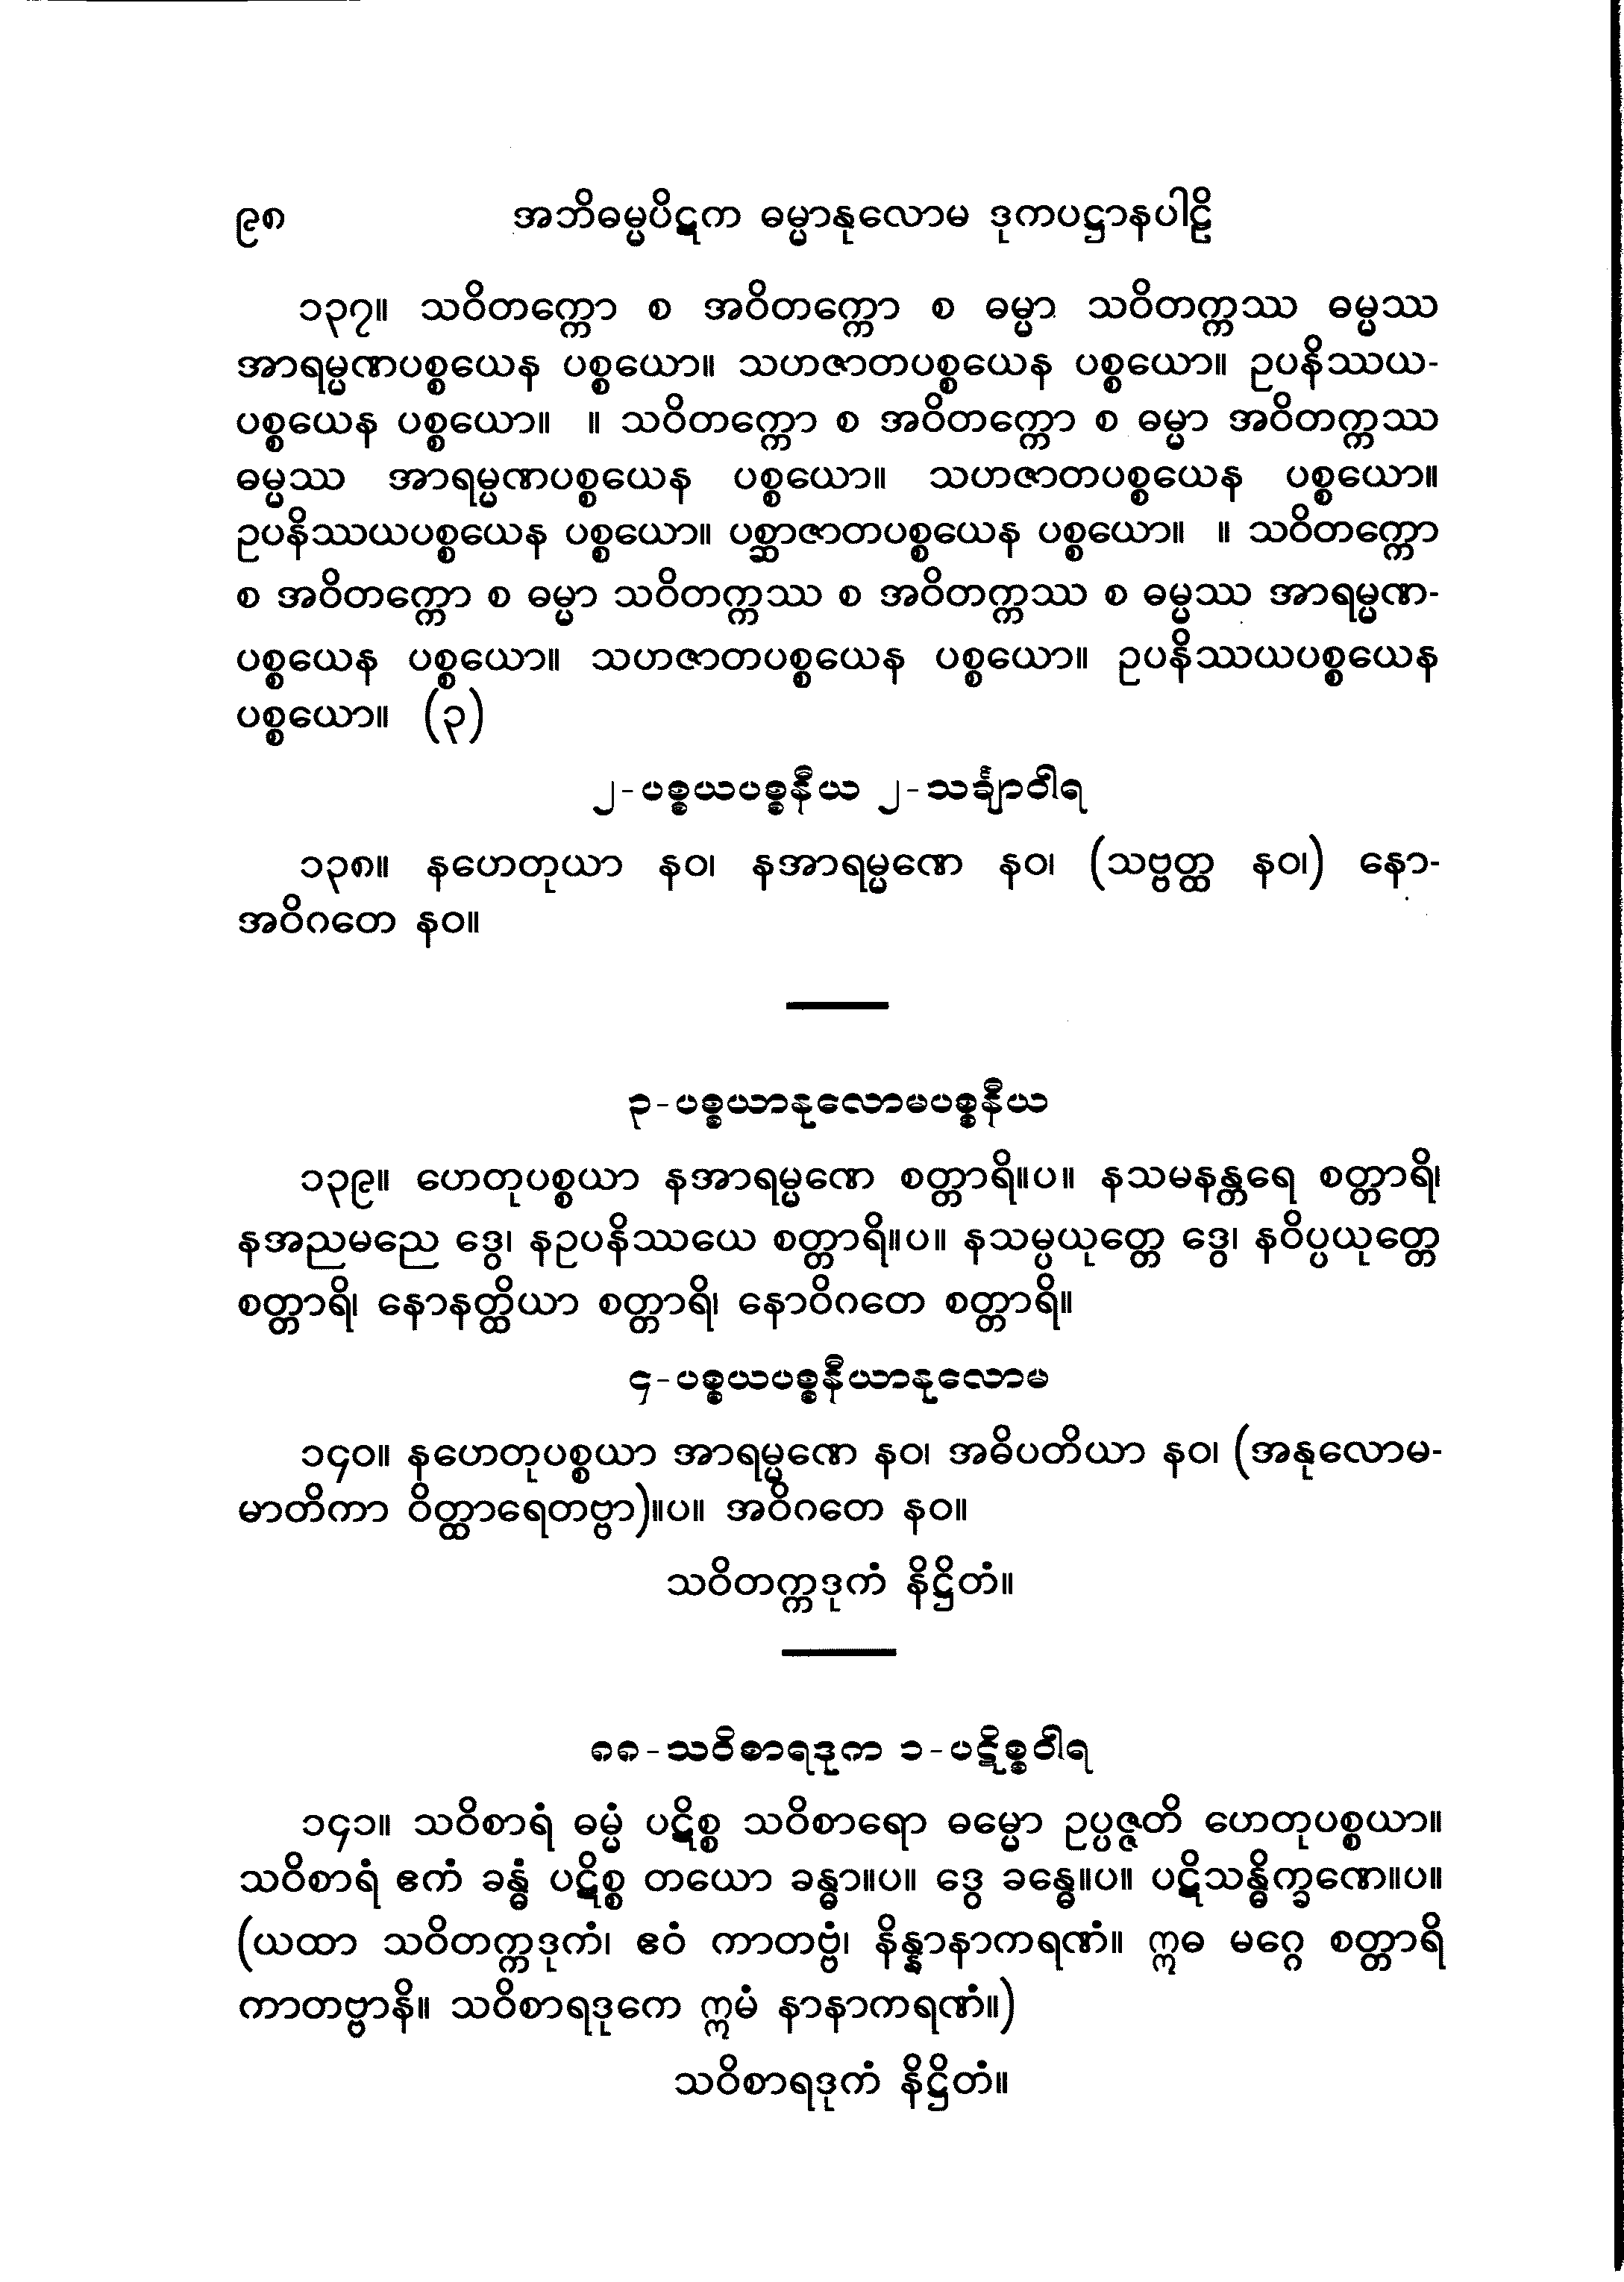 ၉၈ အဘိဓမ္မပိဋက ဓမ္မာနုလောမ ဒုကပဋ္ဌာနပါဠိ
၁၃၇။ သဝိတက္ကော စ အဝိတက္ကော စ ဓမ္မာ သဝိတက္ကဿ ဓမ္မဿ
အာရမ္မဏပစ္စယေန ပစ္စယော။ သဟဇာတပစ္စယေန ပစ္စယော။ ဥပနိဿယ-
ပစ္စယေန ပစ္စယော။ ။ သဝိတက္ကော စ အဝိတက္ကော စ ဓမ္မာ အဝိတက္ကဿ
ဓမ္မဿ အာရမ္မဏပစ္စယေန ပစ္စယော။ သဟဇာတပစ္စယေန ပစ္စယော။
ဥပနိဿယပစ္စယေန ပစ္စယော။ ပစ္ဆာဇာတပစ္စယေန ပစ္စယော။ ။ သဝိတက္ကော
စ အဝိတက္ကော စ ဓမ္မာ သဝိတက္ကဿ စ အဝိတက္ကဿ စ ဓမ္မဿ အာရမ္မဏ-
ပစ္စယေန ပစ္စယော။ သဟဇာတပစ္စယေန ပစ္စယော။ ဥပနိဿယပစ္စယေန
ပစ္စယော။ (၃)
၂-ပစ္စယပစ္စနီယ ၂-သင်္ချာဝါရ
၁၃၈။ နဟေတုယာ နဝ၊ နအာရမ္မဏေ နဝ၊ (သဗ္ဗတ္ထ နဝ၊) နော-
အဝိဂတေ နဝ။
၃-ပစ္စယာနုလောမပစ္စနီယ
၁၃၉။ ဟေတုပစ္စယာ နအာရမ္မဏေ စတ္တာရိ။ပ။ နသမနန္တရေ စတ္တာရိ၊
နအညမညေ ဒွေ၊ နဥပနိဿယေ စတ္တာရိ။ပ။ နသမ္ပယုတ္တေ ဒွေ၊ နဝိပ္ပယုတ္တေ
စတ္တာရိ၊ နောနတ္ထိယာ စတ္တာရိ၊ နောဝိဂတေ စတ္တာရိ။
၄-ပစ္စယပစ္စနီယာနုလောမ
၁၄၀။ နဟေတုပစ္စယာ အာရမ္မဏေ နဝ၊ အဓိပတိယာ နဝ၊ (အနုလောမ-
မာတိကာ ဝိတ္ထာရေတဗ္ဗာ)။ပ။ အဝိဂတေ နဝ။
သဝိတက္ကဒုကံ နိဋ္ဌိတံ။
၈၈-သဝိစာရဒုက ၁-ပဋိစ္စဝါရ
၁၄၁။ သဝိစာရံ ဓမ္မံ ပဋိစ္စ သဝိစာရော ဓမ္မော ဥပ္ပဇ္ဇတိ ဟေတုပစ္စယာ။
သဝိစာရံ ဧကံ ခန္ဓံ ပဋိစ္စ တယော ခန္ဓာ။ပ။ ဒွေ ခန္ဓေ။ပ။ ပဋိသန္ဓိက္ခဏေ။ပ။
(ယထာ သဝိတက္ကဒုကံ၊ ဧဝံ ကာတဗ္ဗံ၊ နိန္နာနာကရဏံ။ ဣဓ မဂ္ဂေ စတ္တာရိ
ကာတဗ္ဗာနိ။ သဝိစာရဒုကေ ဣမံ နာနာကရဏံ။)
သဝိစာရဒုကံ နိဋ္ဌိတံ။